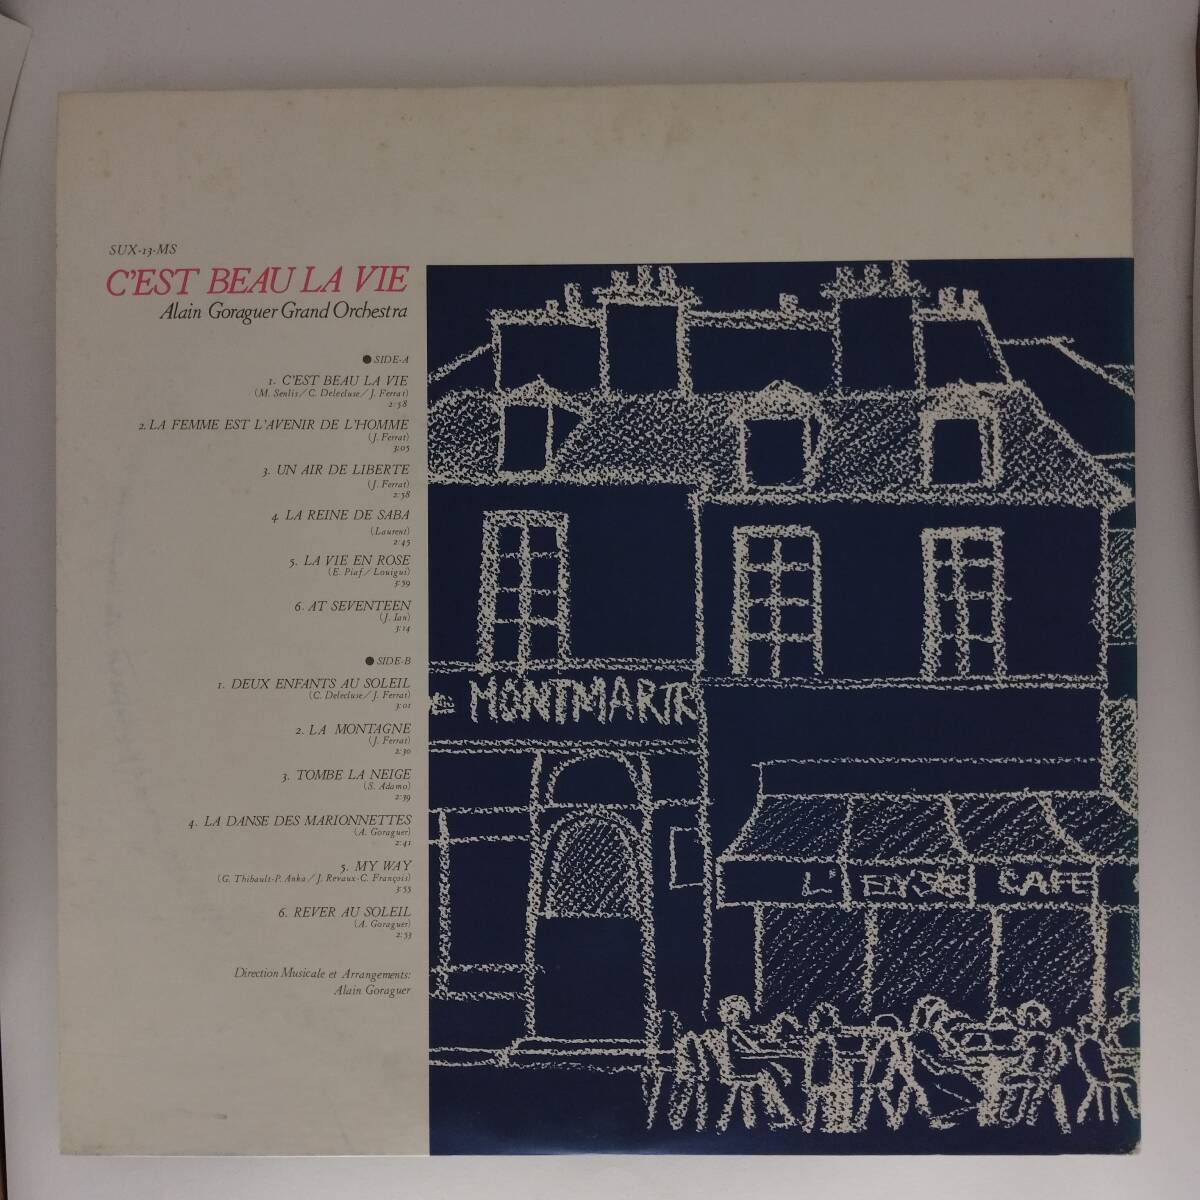 SUX-13-MS
C'EST BEAU LA VIE
Alain Goraguer Grand Orchestra
● SIDE-A
1. C'EST BEAU LA VIE
(M. Senlis/C. Delecluse/J. Ferrat)
2:58
2. LA FEMME EST L'AVENIR DE L'HOMME
(J. Ferrat)
3:05
3. UN AIR DE LIBERTE
(J. Ferrat)
2:58
4. LA REINE DE SABA
(Laurent)
2:45
5. LA VIE EN ROSE
(E. Piaf/Louigui)
3:59
6. AT SEVENTEEN
(J. Ian)
3:14
● SIDE-B
1. DEUX ENFANTS AU SOLEIL
(C. Delecluse/J. Ferrat)
3:01
2. LA MONTAGNE
(J. Ferrat)
2:30
3. TOMBE LA NEIGE
(S. Adamo)
2:39
4. LA DANSE DES MARIONNETTES
(A. Goraguer)
2:41
5. MY WAY
(G. Thibault-P. Anka/J. Revaux-C. François)
3:55
6. REVER AU SOLEIL
(A. Goraguer)
2:53
Direction Musicale et Arrangements:
Alain Goraguer
MONTMARTR
L' ELYSEE CAFE